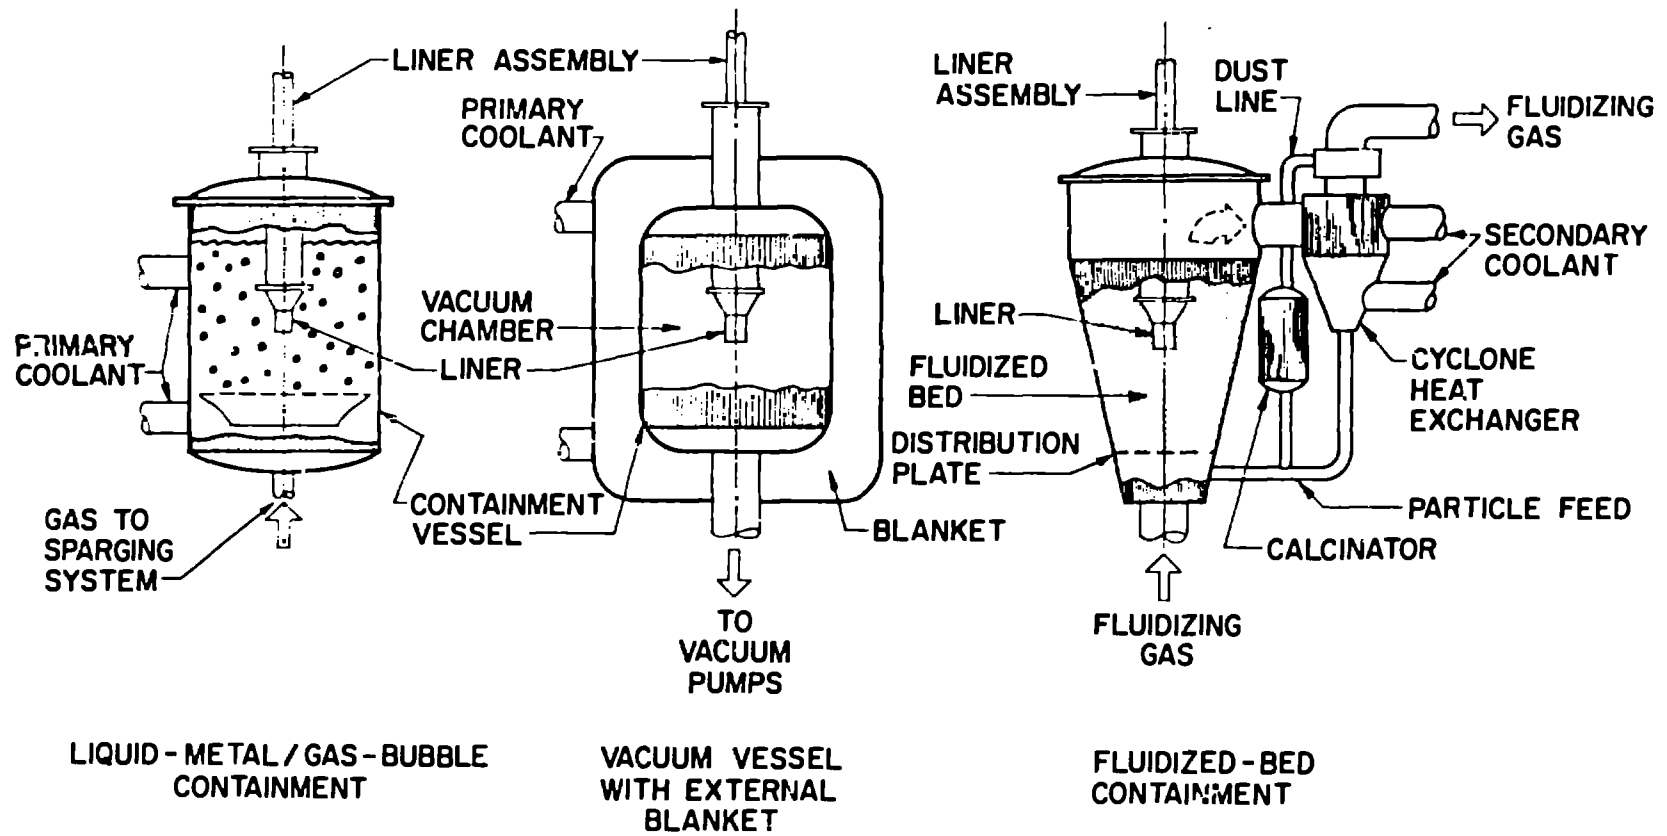 LINER ASSEMBLY
PRIMARY
COOLANT
LINER
ASSEMBLY
DUST
LINE
FLUIDIZING
GAS
SECONDARY
COOLANT
VACUUM
CHAMBER
LINER
PRIMARY
COOLANT
LINER
FLUIDIZED
BED
CYCLONE
HEAT
EXCHANGER
DISTRIBUTION
PLATE
CONTAINMENT
VESSEL
BLANKET
PARTICLE FEED
CALCINATOR
GAS TO
SPARGING
SYSTEM
TO
VACUUM
PUMPS
FLUIDIZING
GAS
LIQUID-METAL/GAS-BUBBLE
CONTAINMENT
VACUUM VESSEL
WITH EXTERNAL
BLANKET
FLUIDIZED-BED
CONTAINMENT